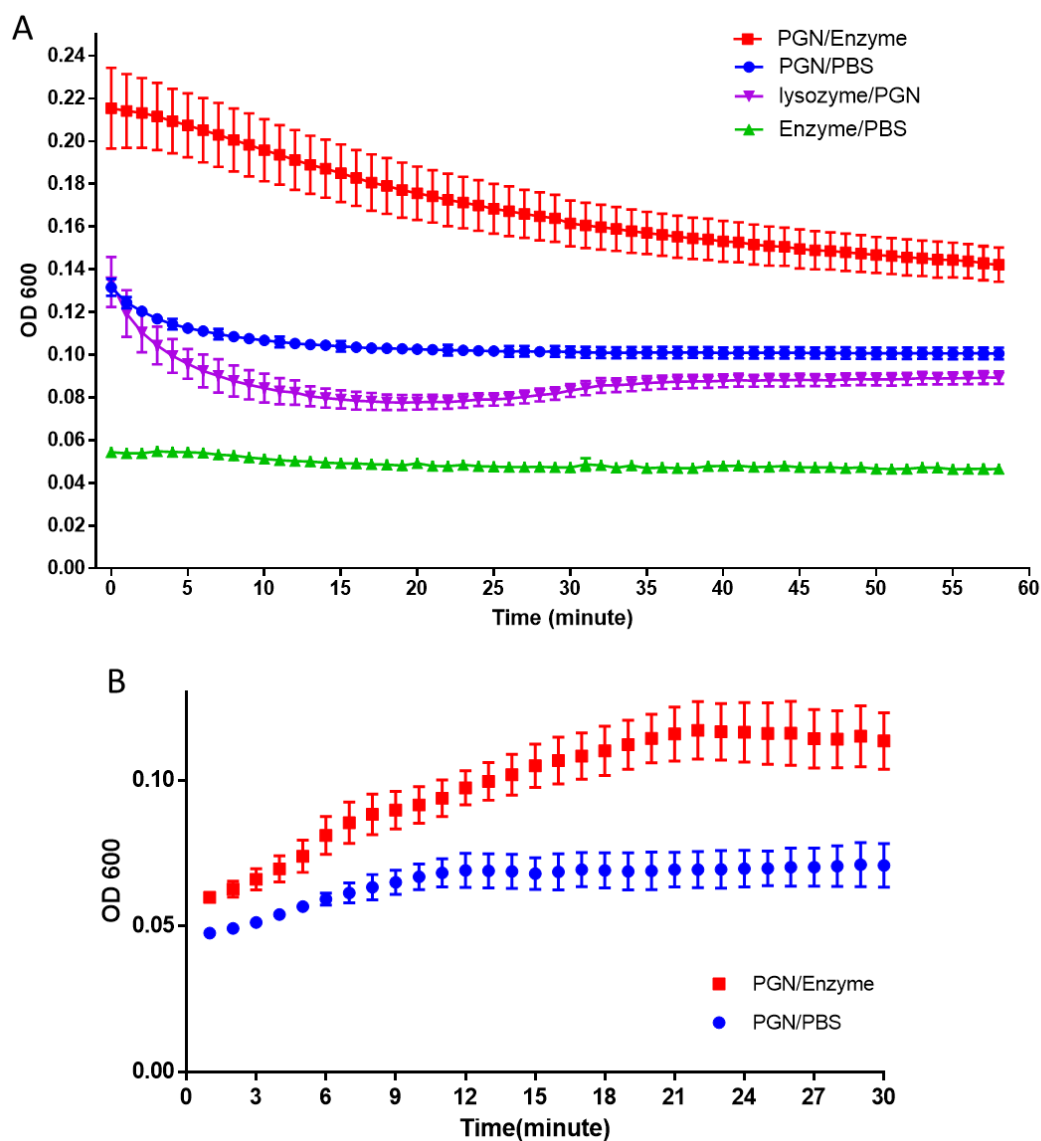 A
PGN/Enzyme
PGN/PBS
lysozyme/PGN
Enzyme/PBS
0.24
0.22
0.20
0.18
0.16
0.14
0.12
0.10
0.08
0.06
0.04
0.02
0.00
OD 600
0 5 10 15 20 25 30 35 40 45 50 55 60
Time (minute)
B
0.10
0.05
0.00
OD 600
PGN/Enzyme
PGN/PBS
0 3 6 9 12 15 18 21 24 27 30
Time(minute)